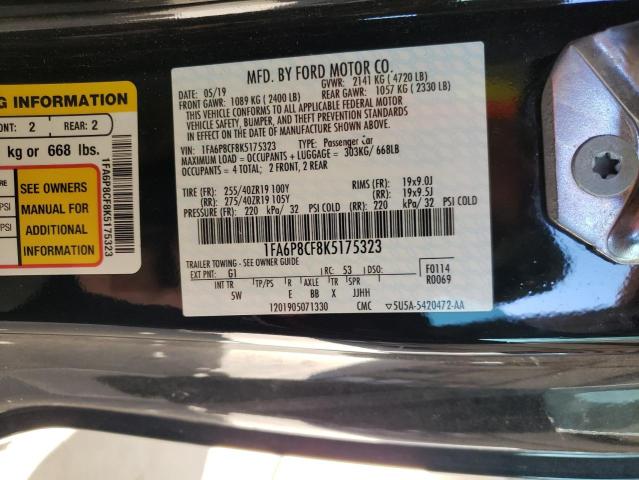 G INFORMATION
ONT: 2 REAR: 2
kg or 668 lbs.
IRE
PSI
PSI
SEE OWNERS
MANUAL FOR
ADDITIONAL
INFORMATION
1FA6P8CF8K5175323
MFD. BY FORD MOTOR CO.
05/19 GVWR: 2141 KG ( 4720 LB)
FRONT GAWR: 1089 KG ( 2400 LB) REAR GAWR: 1057 KG ( 2330 LB)
THIS VEHICLE CONFORMS TO ALL APPLICABLE FEDERAL MOTOR
VEHICLE SAFETY, BUMPER, AND THEFT PREVENTION STANDARDS
IN EFFECT ON THE DATE OF MANUFACTURE SHOWN ABOVE.
VIN: 1FA6P8CF8K5175323 TYPE: Passenger Car
MAXIMUM LOAD = OCCUPANTS + LUGGAGE = 303KG/ 668LB
OCCUPANTS = 4 TOTAL; 2 FRONT, 2 REAR
TIRE (FR): 255/40ZR19 100Y RIMS (FR): 19x9.0J
(RR): 275/40ZR19 105Y (RR): 19x9.5J
PRESSURE (FR): 220 kPa/ 32 PSI COLD (RR): 220 kPa/ 32 PSI COLD
1FA6P8CF8K5175323
TRAILER TOWING - SEE OWNER GUIDE
EXT PNT: G1 RC: 53 DSO: F0114
INT TR TP/PS R AXLE TR SPR R0069
5W E BB X JJHH
1201905071330 CMC 5U5A-5420472-AA